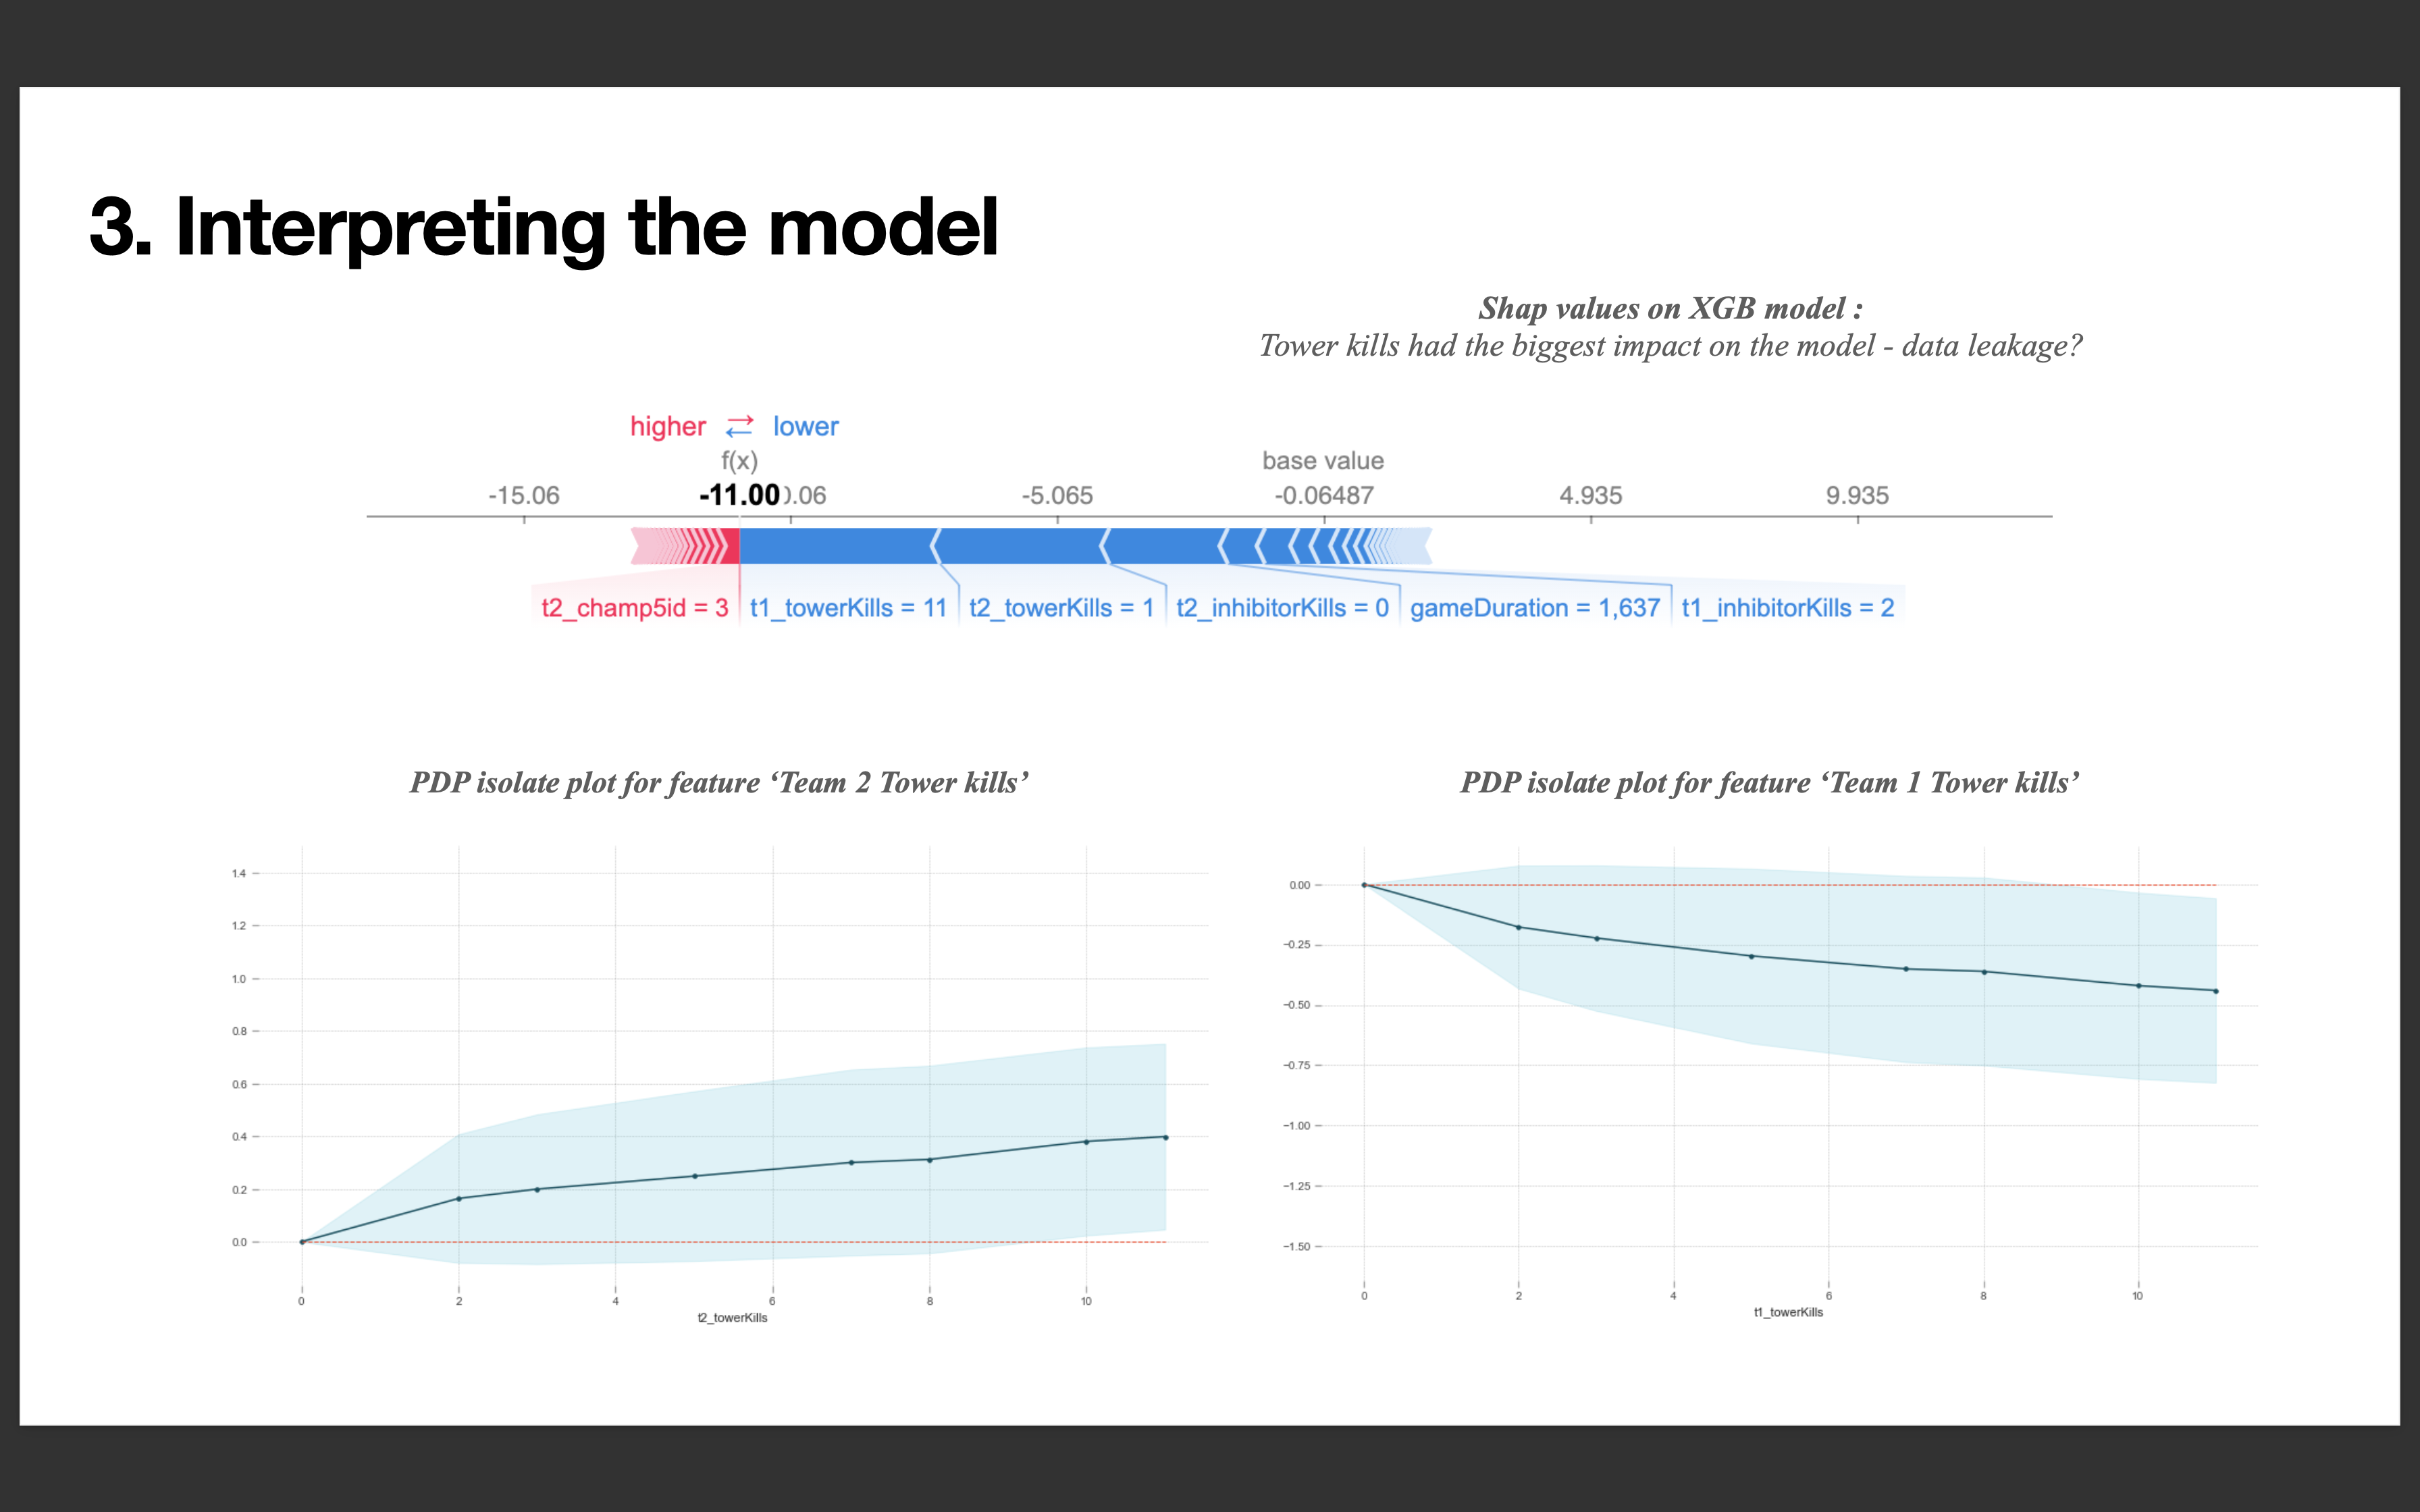 3. Interpreting the model
Shap values on XGB model :
Tower kills had the biggest impact on the model - data leakage?
higher lower
f(x) base value
-15.06 -11.00 0.06 -5.065 -0.06487 4.935 9.935
t2_champ5id = 3 t1_towerKills = 11 t2_towerKills = 1 t2_inhibitorKills = 0 gameDuration = 1,637 t1_inhibitorKills = 2
PDP isolate plot for feature ‘Team 2 Tower kills’
1.4
1.2
1.0
0.8
0.6
0.4
0.2
0.0
0 2 4 6 8 10
t2_towerKills
PDP isolate plot for feature ‘Team 1 Tower kills’
0.00
−0.25
−0.50
−0.75
−1.00
−1.25
−1.50
0 2 4 6 8 10
t1_towerKills